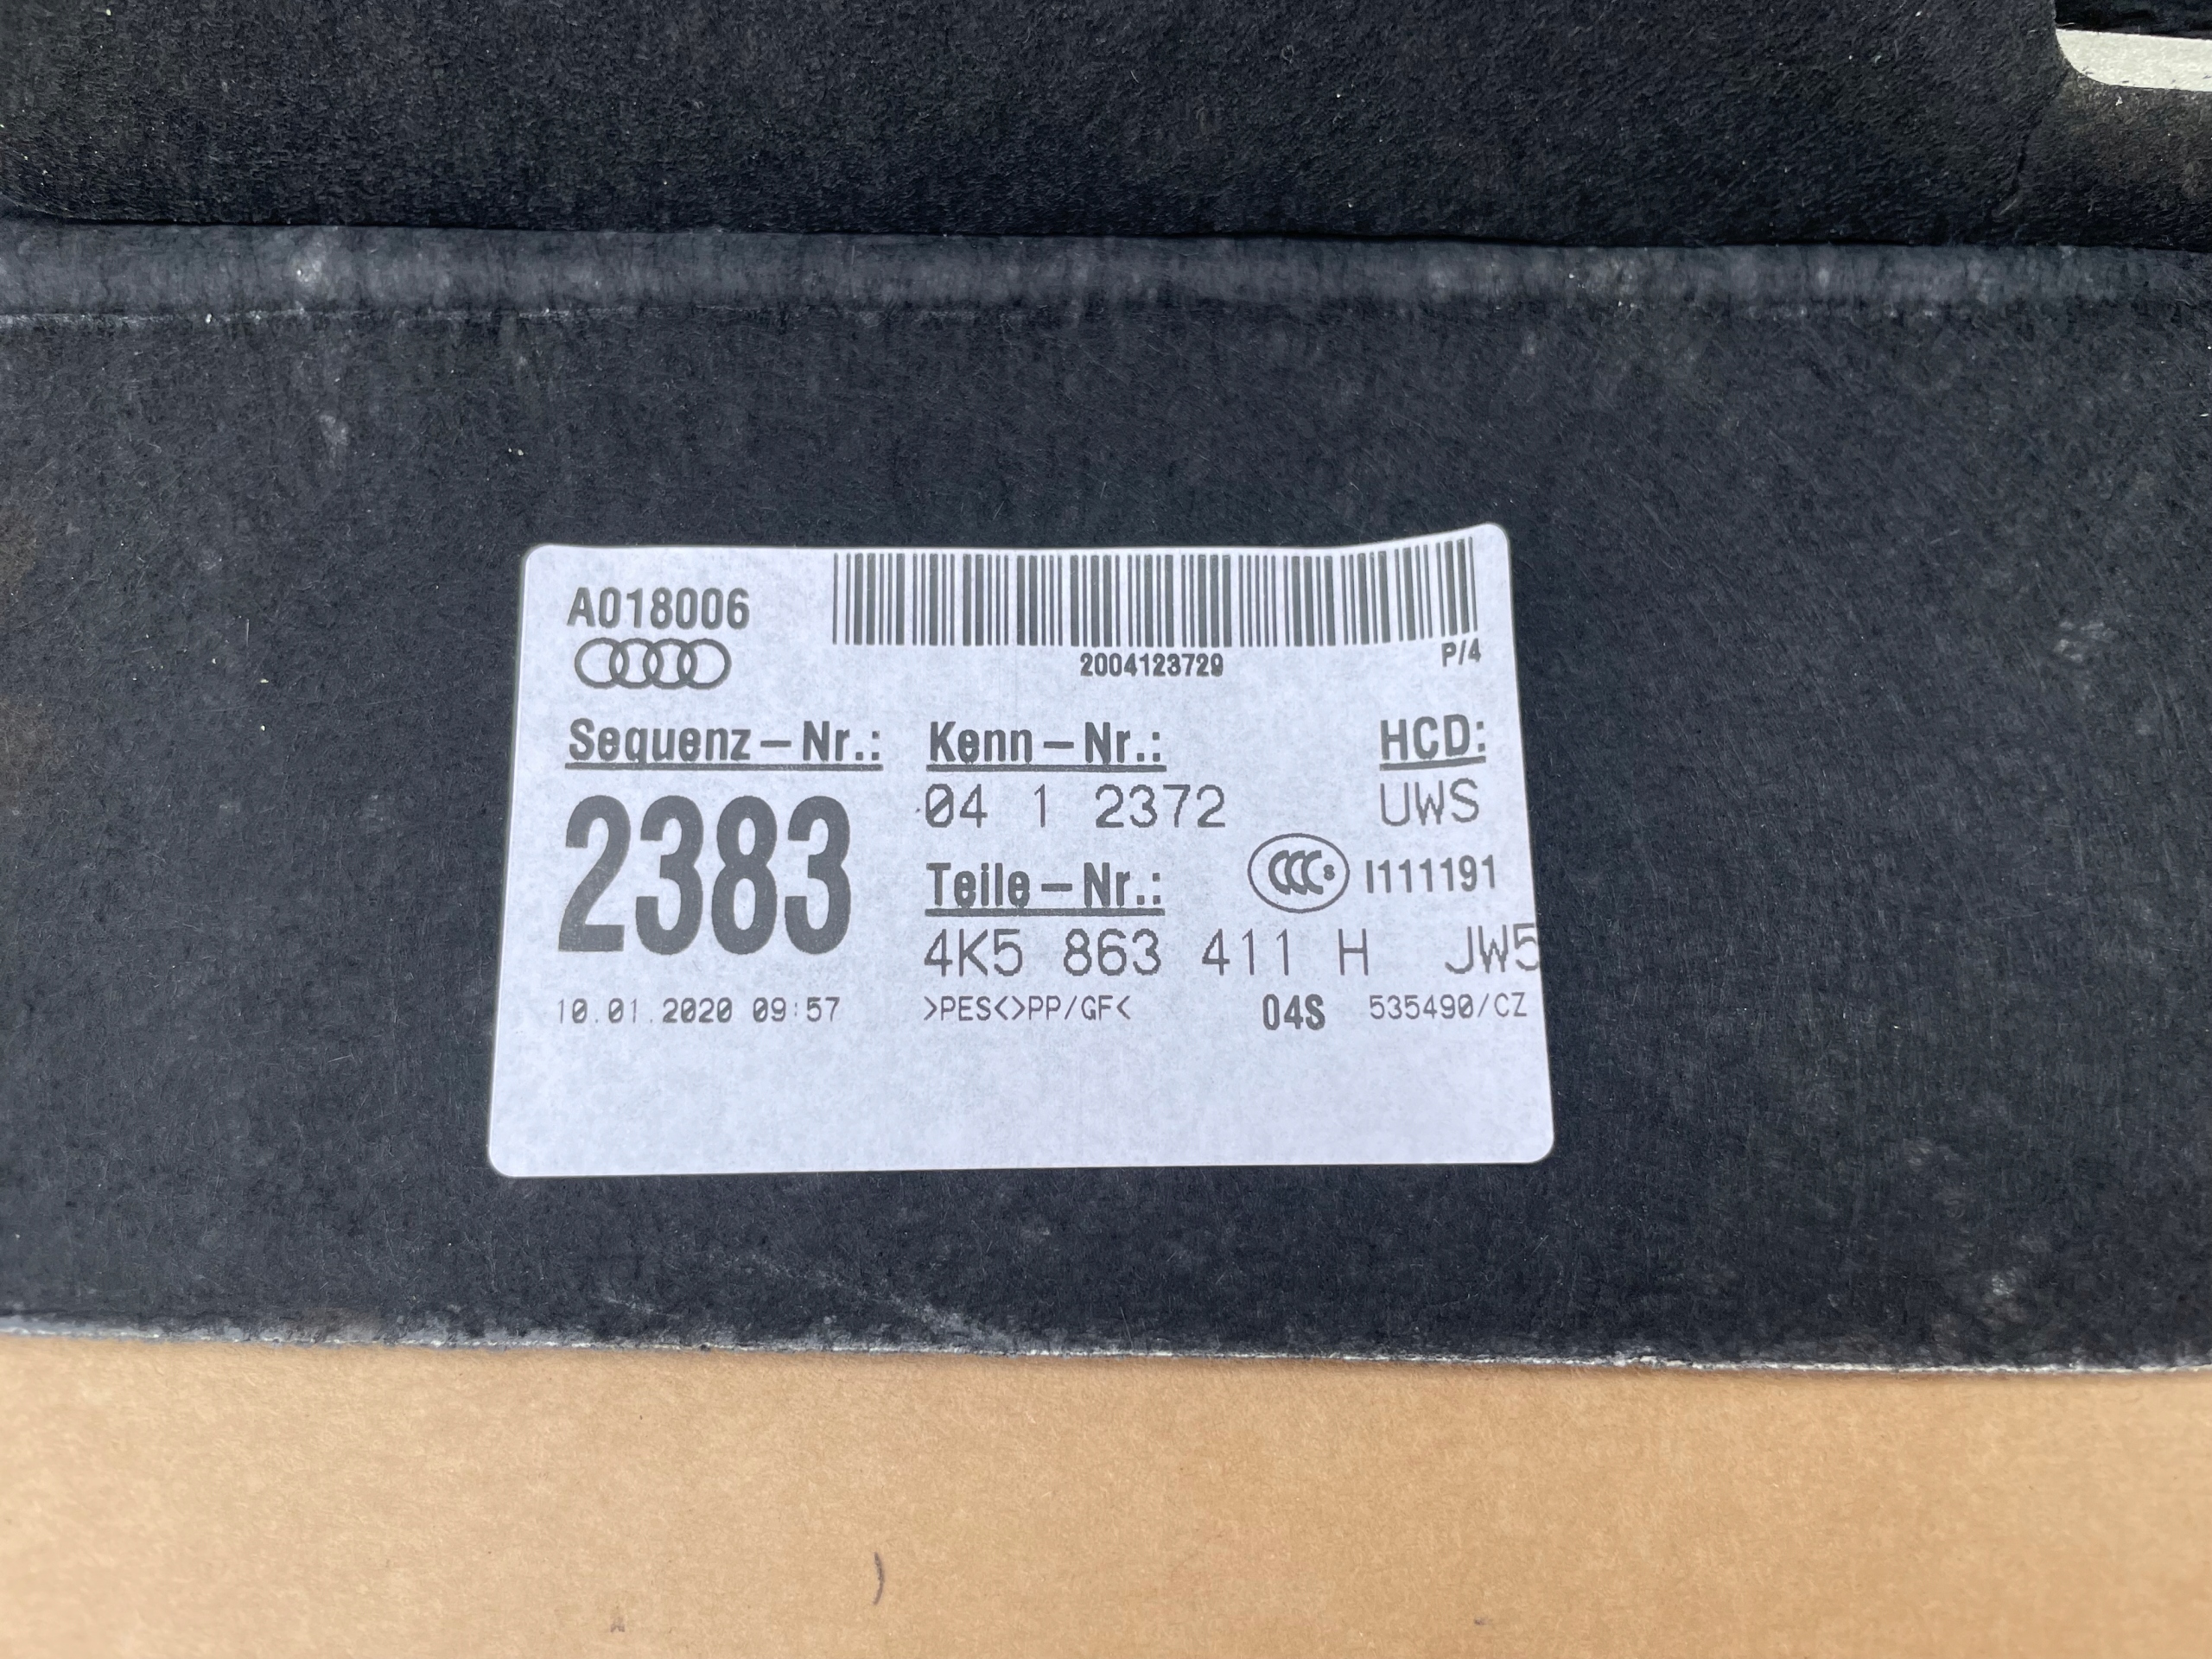 A018006
2004123729 P/4
Sequenz-Nr.: Kenn-Nr.: HCD:
2383 04 1 2372 UWS
Teile-Nr.: CCC S I111191
4K5 863 411 H JW5
10.01.2020 09:57 >PES<>PP/GF< 04S 535490/CZ